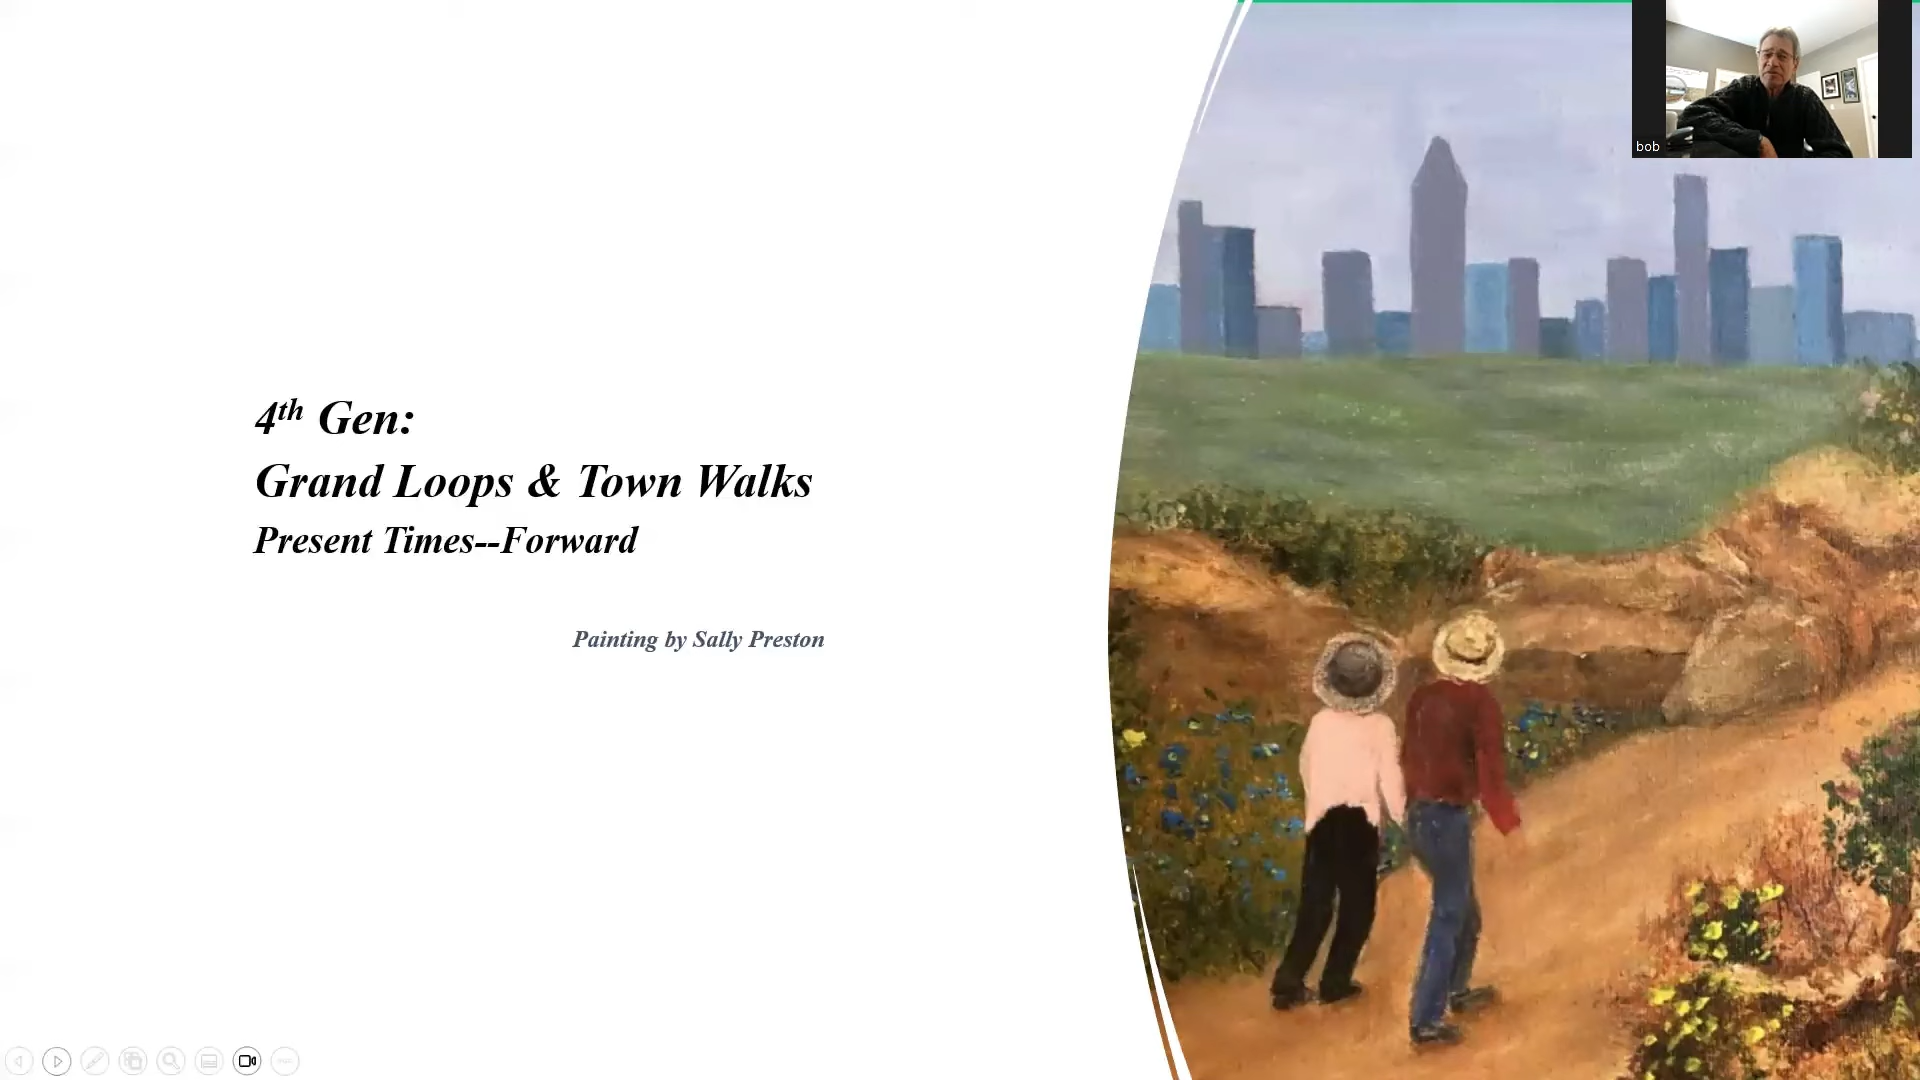 4th Gen:
Grand Loops & Town Walks
Present Times--Forward
Painting by Sally Preston
bob